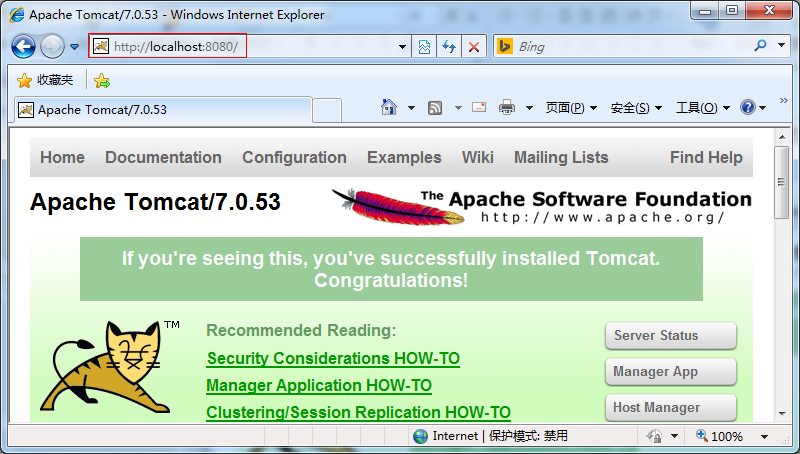 Apache Tomcat/7.0.53 - Windows Internet Explorer
http://localhost:8080/
Bing
收藏夹
Apache Tomcat/7.0.53
页面(P) 安全(S) 工具(O)
Home Documentation Configuration Examples Wiki Mailing Lists Find Help
Apache Tomcat/7.0.53
The Apache Software Foundation
http://www.apache.org/
If you're seeing this, you've successfully installed Tomcat.
Congratulations!
TM
Recommended Reading:
Security Considerations HOW-TO
Manager Application HOW-TO
Clustering/Session Replication HOW-TO
Server Status
Manager App
Host Manager
Internet | 保护模式: 禁用
100%